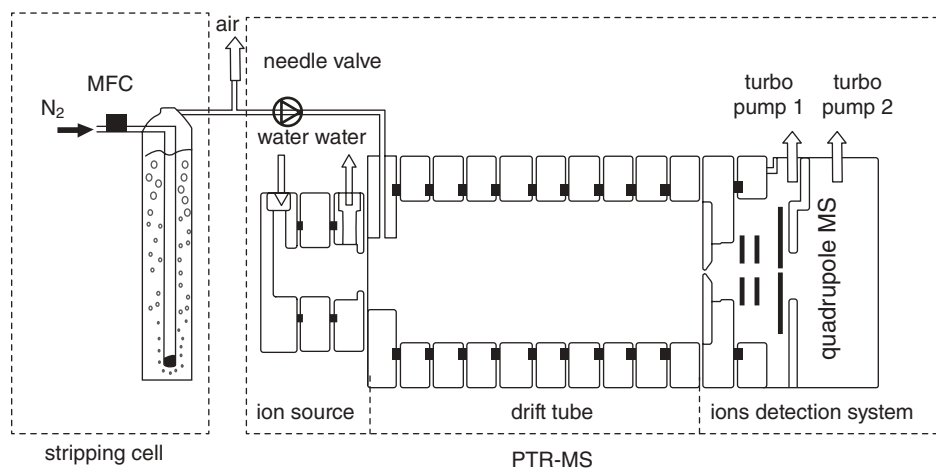 air
needle valve
MFC
N₂
water water
turbo
pump 1
turbo
pump 2
quadrupole MS
ion source
drift tube
ions detection system
stripping cell
PTR-MS